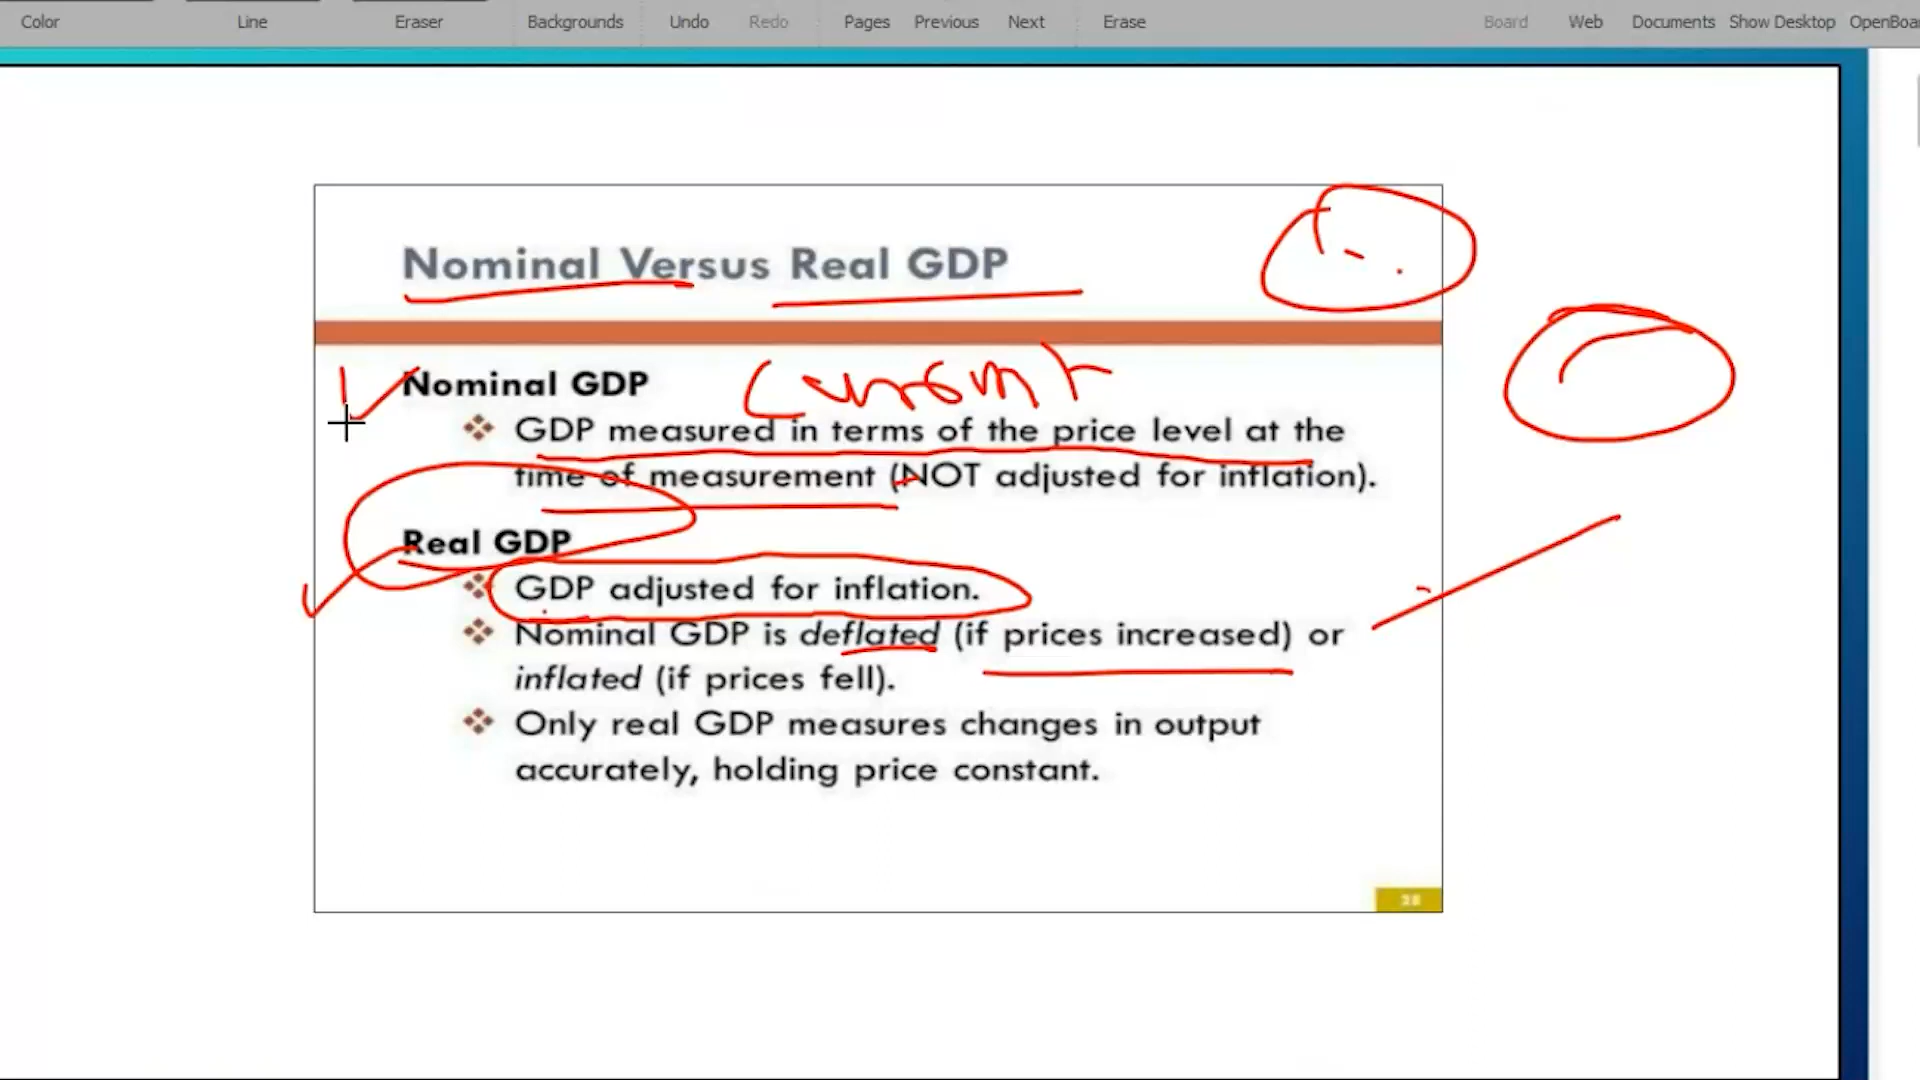 Color Line Eraser Backgrounds Undo Redo Pages Previous Next Erase Board Web Documents Show Desktop OpenBoa
Nominal Versus Real GDP
Nominal GDP
GDP measured in terms of the price level at the
time of measurement (NOT adjusted for inflation).
Real GDP
GDP adjusted for inflation.
Nominal GDP is deflated (if prices increased) or
inflated (if prices fell).
Only real GDP measures changes in output
accurately, holding price constant.
28